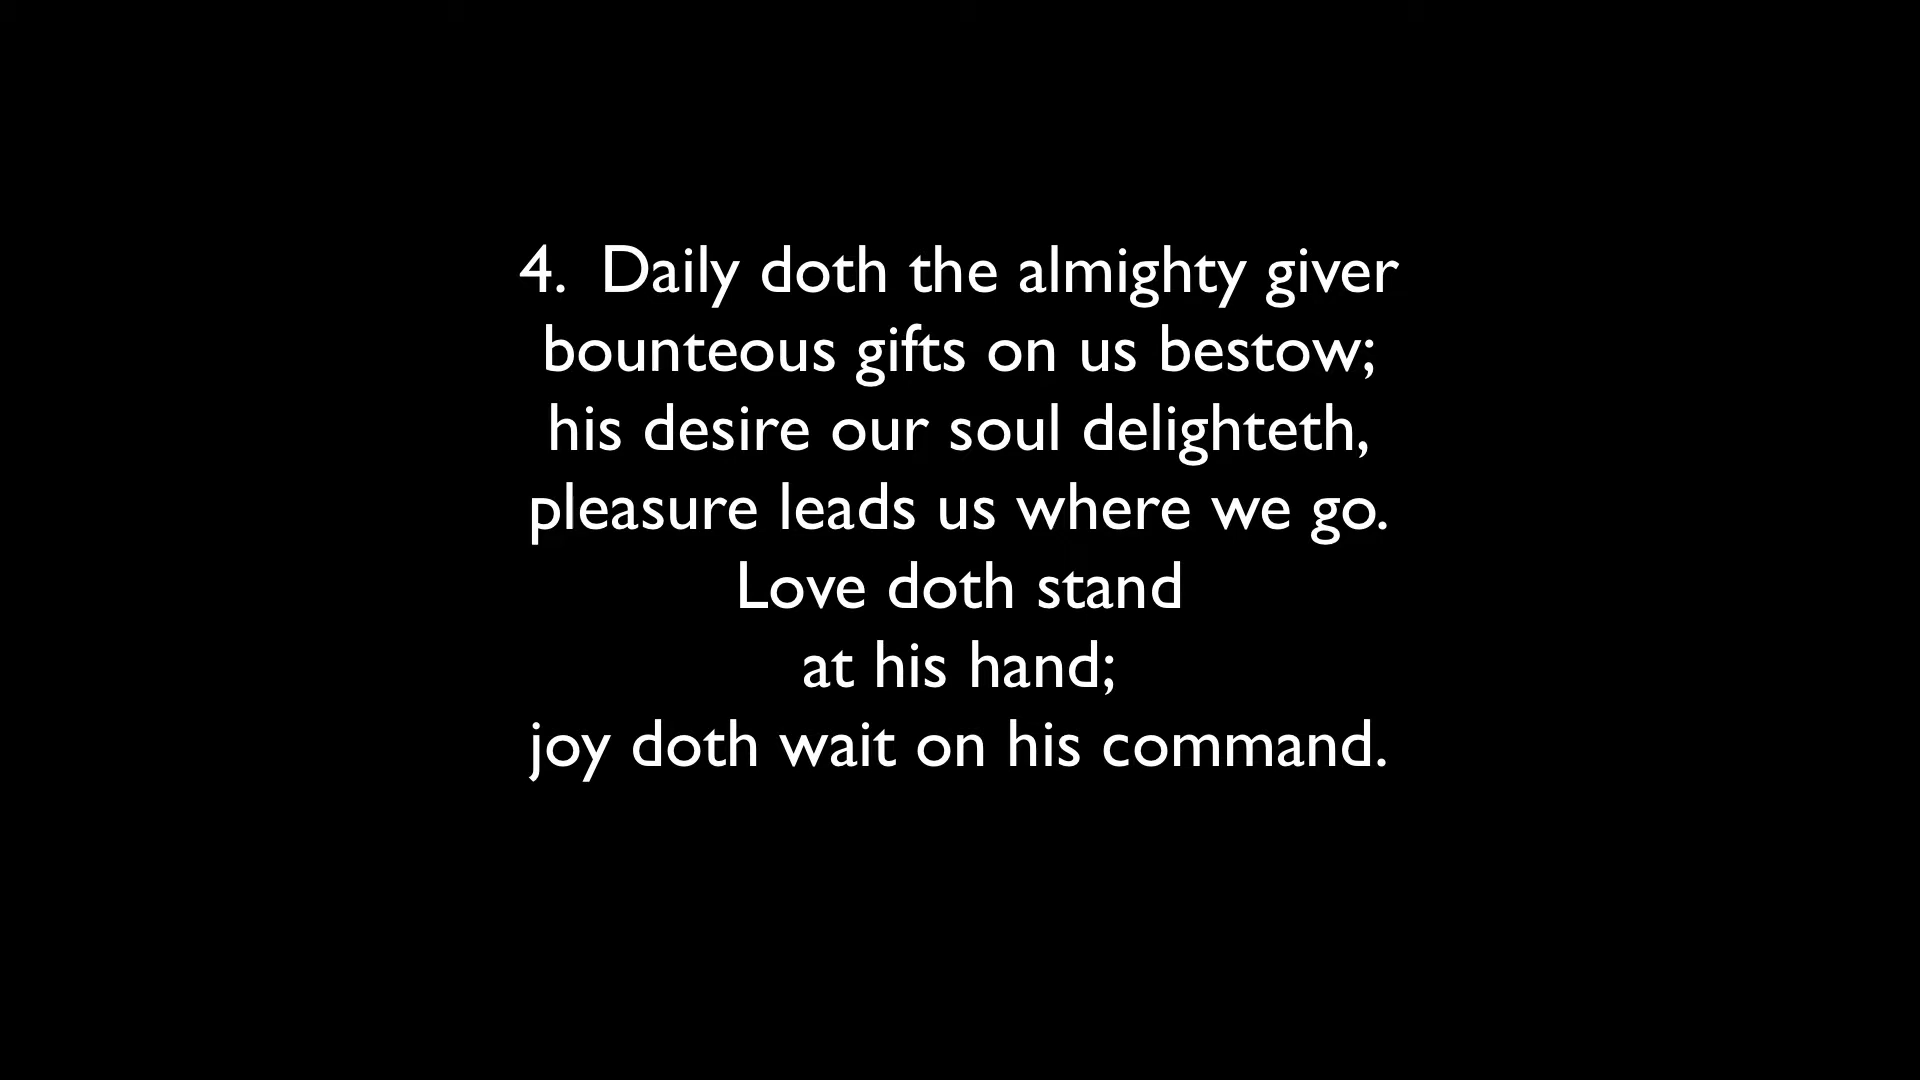 4.  Daily doth the almighty giver
bounteous gifts on us bestow;
his desire our soul delighteth,
pleasure leads us where we go.
Love doth stand
at his hand;
joy doth wait on his command.